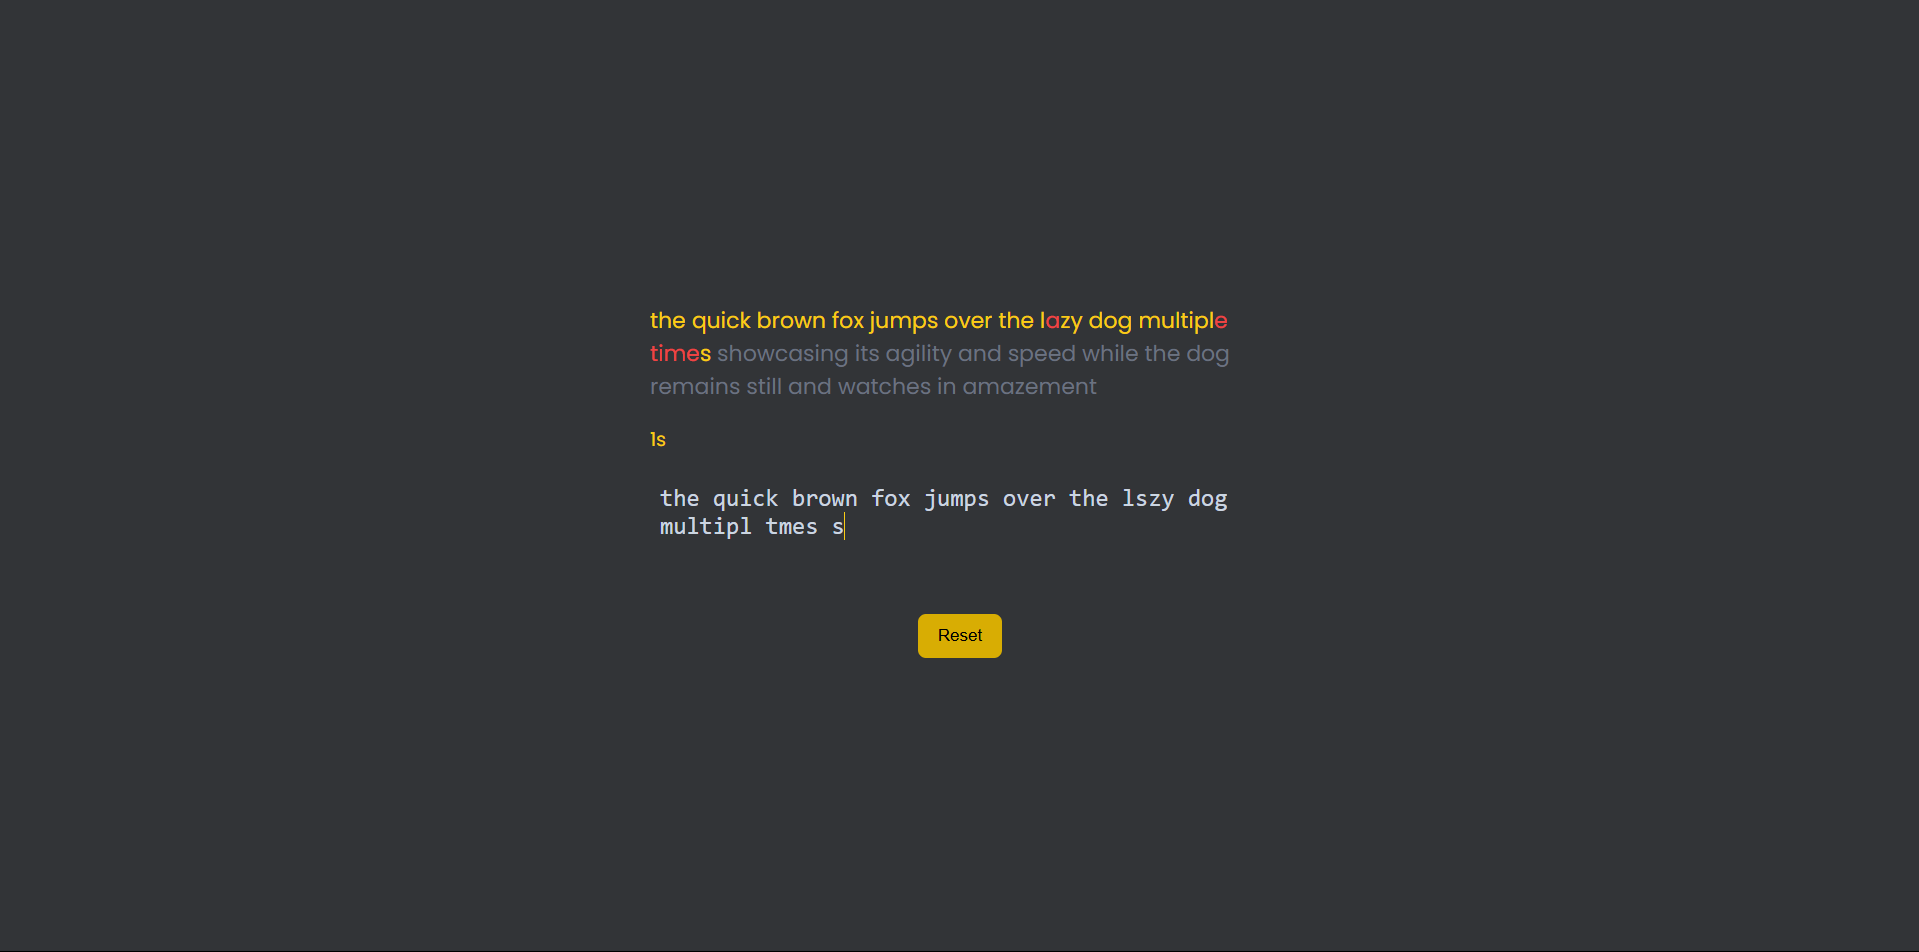 the quick brown fox jumps over the lazy dog multiple
times showcasing its agility and speed while the dog
remains still and watches in amazement
1s
the quick brown fox jumps over the lszy dog
multipl tmes s
Reset